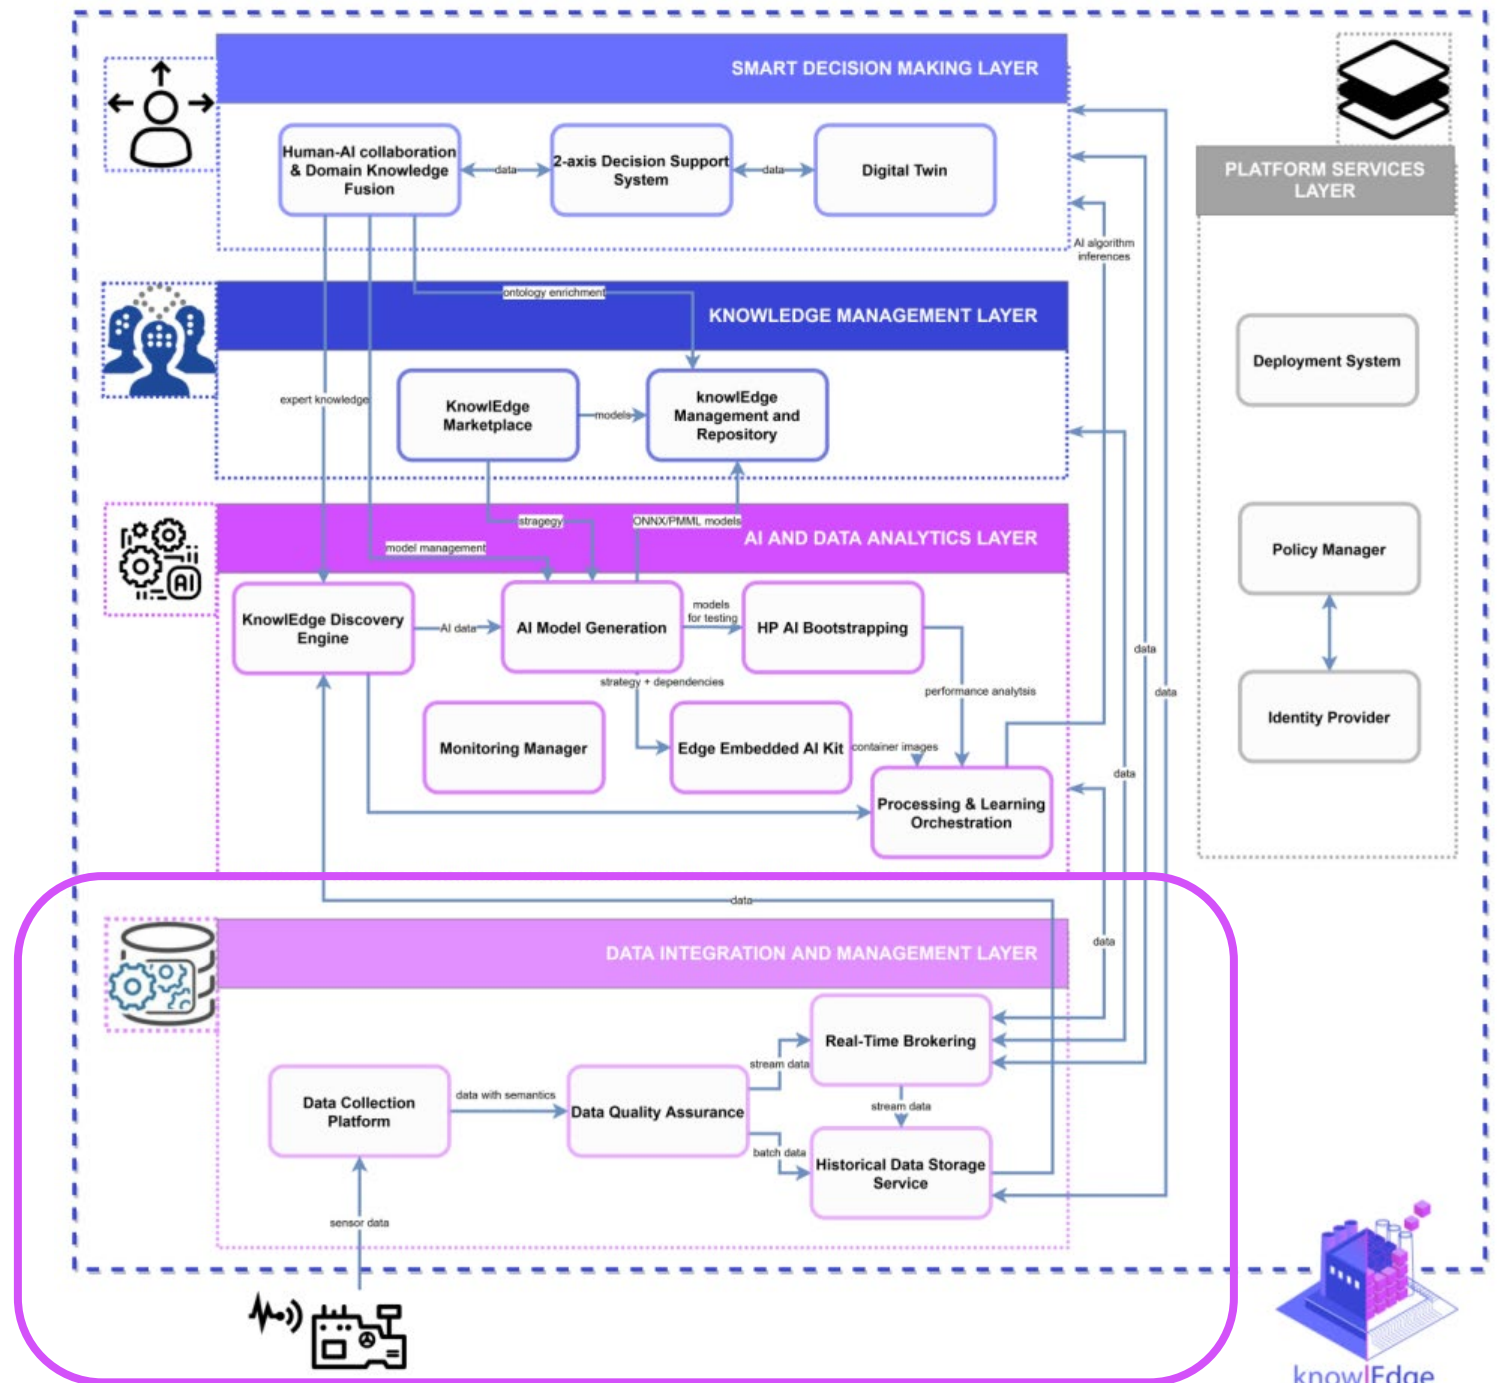 SMART DECISION MAKING LAYER
Human-AI collaboration
& Domain Knowledge
Fusion
data
2-axis Decision Support
System
data
Digital Twin
AI algorithm
inferences
ontology enrichment
KNOWLEDGE MANAGEMENT LAYER
expert knowledge
KnowlEdge
Marketplace
models
knowlEdge
Management and
Repository
stragegy
ONNX/PMML models
model management
AI AND DATA ANALYTICS LAYER
AI
KnowlEdge Discovery
Engine
AI data
AI Model Generation
models
for testing
HP AI Bootstrapping
strategy + dependencies
performance analytsis
Monitoring Manager
Edge Embedded AI Kit
container images
Processing & Learning
Orchestration
data
data
data
data
data
DATA INTEGRATION AND MANAGEMENT LAYER
Data Collection
Platform
data with semantics
Data Quality Assurance
stream data
batch data
Real-Time Brokering
stream data
Historical Data Storage
Service
sensor data
PLATFORM SERVICES
LAYER
Deployment System
Policy Manager
Identity Provider
knowlEdge